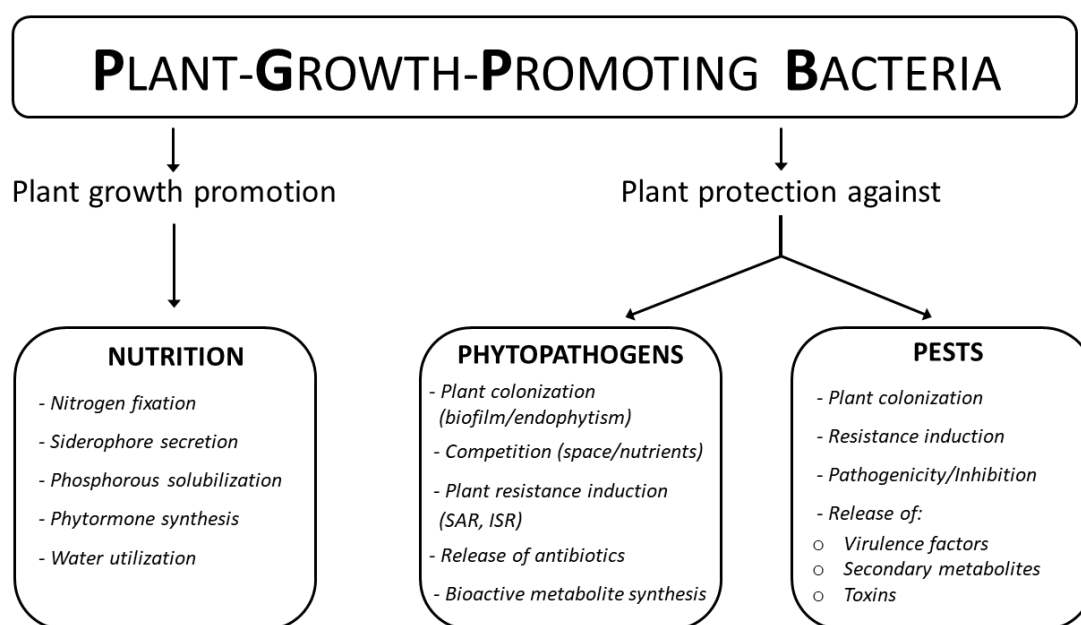 PLANT-GROWTH-PROMOTING BACTERIA
Plant growth promotion
Plant protection against
NUTRITION
- Nitrogen fixation
- Siderophore secretion
- Phosphorous solubilization
- Phytormone synthesis
- Water utilization
PHYTOPATHOGENS
- Plant colonization
(biofilm/endophytism)
- Competition (space/nutrients)
- Plant resistance induction
(SAR, ISR)
- Release of antibiotics
- Bioactive metabolite synthesis
PESTS
- Plant colonization
- Resistance induction
- Pathogenicity/Inhibition
- Release of:
o Virulence factors
o Secondary metabolites
o Toxins